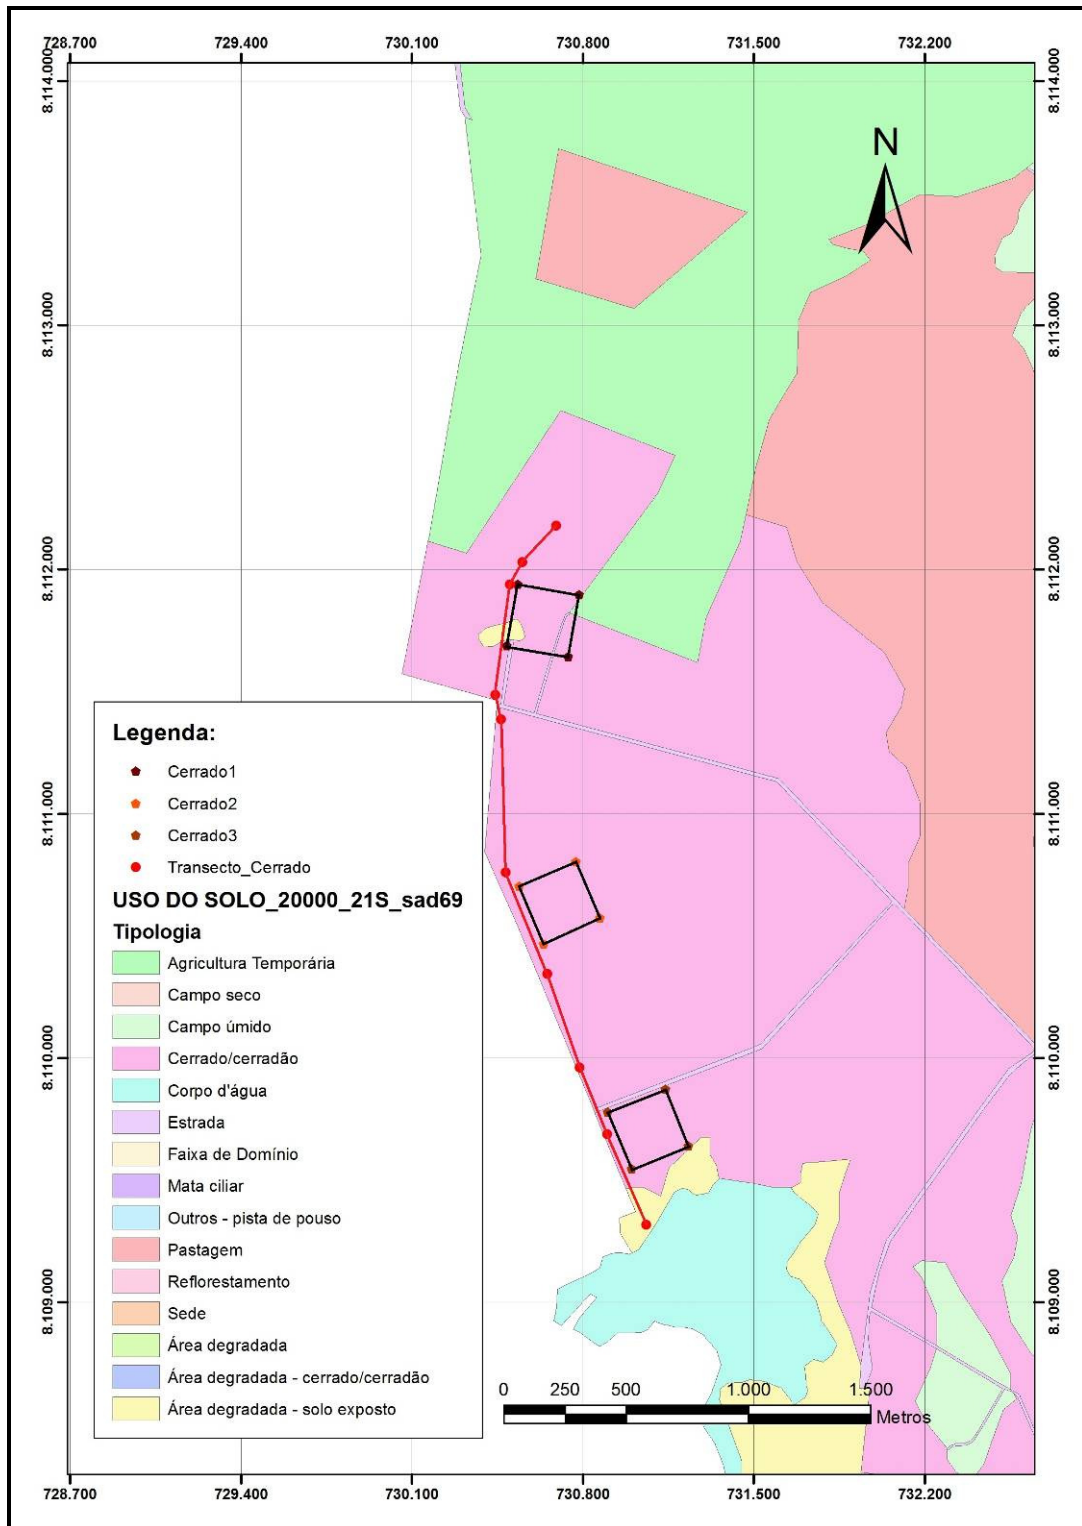 728.700 729.400 730.100 730.800 731.500 732.200
8.114.000 8.114.000
N
8.113.000 8.113.000
8.112.000 8.112.000
Legenda:
Cerrado1
Cerrado2
Cerrado3
Transecto_Cerrado
USO DO SOLO_20000_21S_sad69
Tipologia
Agricultura Temporária
Campo seco
Campo úmido
Cerrado/cerradão
Corpo d'água
Estrada
Faixa de Domínio
Mata ciliar
Outros - pista de pouso
Pastagem
Reflorestamento
Sede
Área degradada
Área degradada - cerrado/cerradão
Área degradada - solo exposto
8.111.000 8.111.000
8.110.000 8.110.000
8.109.000 8.109.000
0 250 500 1.000 1.500
Metros
728.700 729.400 730.100 730.800 731.500 732.200